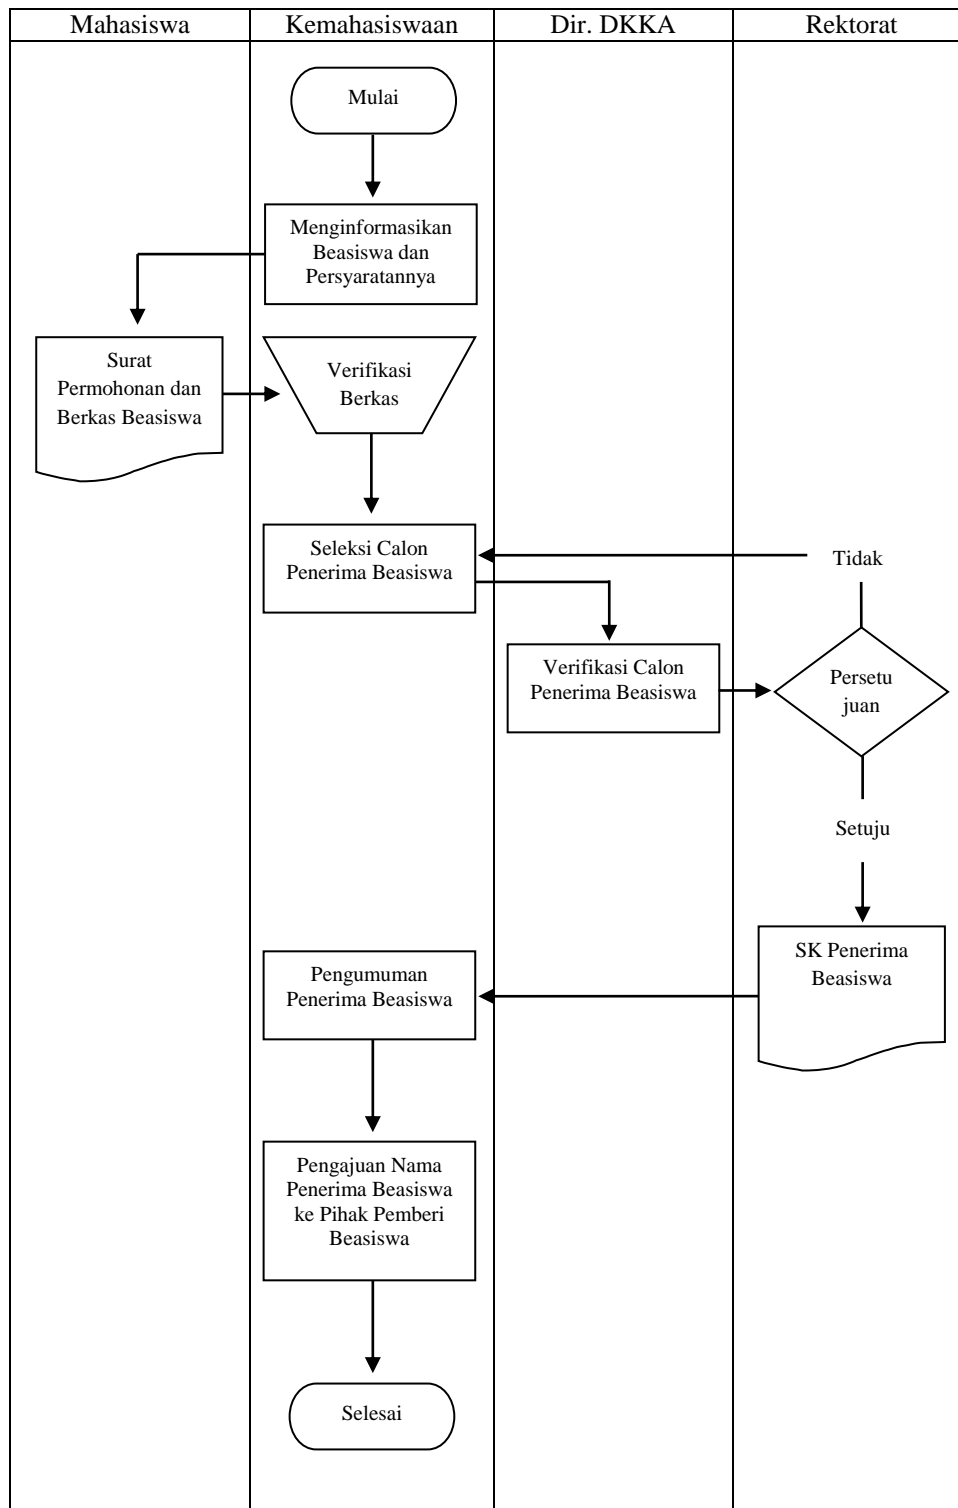 Mahasiswa
Kemahasiswaan
Dir. DKKA
Rektorat
Mulai
Menginformasikan
Beasiswa dan
Persyaratannya
Surat
Permohonan dan
Berkas Beasiswa
Verifikasi
Berkas
Seleksi Calon
Penerima Beasiswa
Tidak
Verifikasi Calon
Penerima Beasiswa
Persetu
juan
Setuju
SK Penerima
Beasiswa
Pengumuman
Penerima Beasiswa
Pengajuan Nama
Penerima Beasiswa
ke Pihak Pemberi
Beasiswa
Selesai